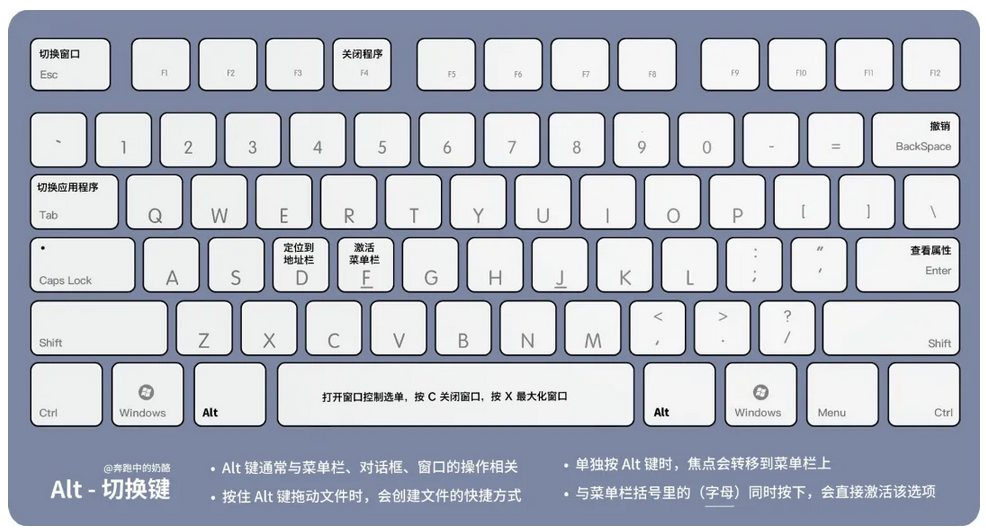 切换窗口
Esc
F1
F2
F3
关闭程序
F4
F5
F6
F7
F8
F9
F10
F11
F12
`
1
2
3
4
5
6
7
8
9
0
-
=
撤销
BackSpace
切换应用程序
Tab
Q
W
E
R
T
Y
U
I
O
P
[
]
\
Caps Lock
A
S
定位到
地址栏
D
激活
菜单栏
F
G
H
J
K
L
:
;
"
'
查看属性
Enter
Shift
Z
X
C
V
B
N
M
<
,
>
.
?
/
Shift
Ctrl
Windows
Alt
打开窗口控制选单，按 C 关闭窗口，按 X 最大化窗口
Alt
Windows
Menu
Ctrl
@奔跑中的奶酪
Alt - 切换键
• Alt 键通常与菜单栏、对话框、窗口的操作相关
• 按住 Alt 键拖动文件时，会创建文件的快捷方式
• 单独按 Alt 键时，焦点会转移到菜单栏上
• 与菜单栏括号里的（字母）同时按下，会直接激活该选项